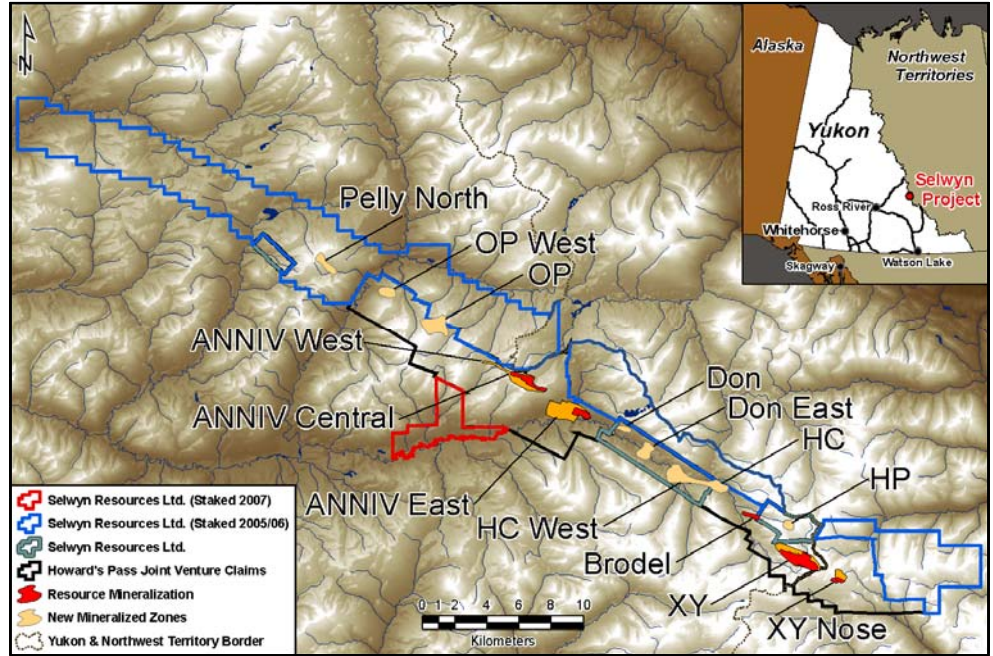 N
Alaska
Northwest
Territories
Yukon
Selwyn
Project
Ross River
Whitehorse
Skagway
Watson Lake
Pelly North
OP West
OP
ANNIV West
ANNIV Central
ANNIV East
Don
Don East
HC
HP
HC West
Brodel
XY
XY Nose
Selwyn Resources Ltd. (Staked 2007)
Selwyn Resources Ltd. (Staked 2005/06)
Selwyn Resources Ltd.
Howard's Pass Joint Venture Claims
Resource Mineralization
New Mineralized Zones
Yukon & Northwest Territory Border
0 1 2 4 6 8 10
Kilometers